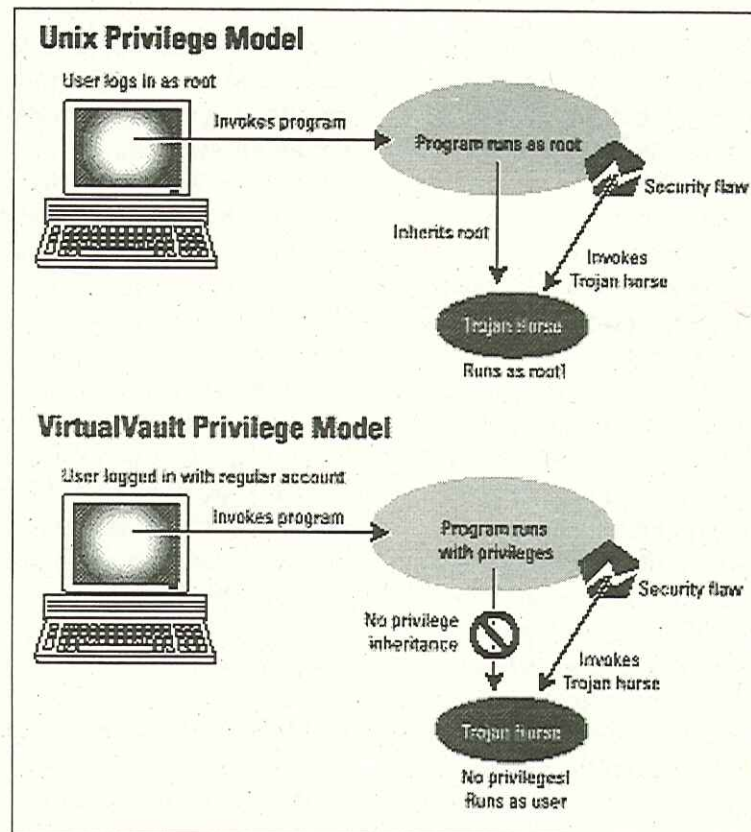 Unix Privilege Model
User logs in as root
Invokes program
Program runs as root
Security flaw
Inherits root
Invokes
Trojan horse
Trojan Horse
Runs as root!
VirtualVault Privilege Model
User logged in with regular account
Invokes program
Program runs
with privileges
Security flaw
No privilege
inheritance
Invokes
Trojan horse
Trojan Horse
No privileges!
Runs as user